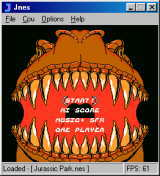 Jnes
File Cpu Options Help
START!
HI SCORE
MUSIC+ SFX
ONE PLAYER
Loaded - [ Jurassic Park.nes ] FPS: 61